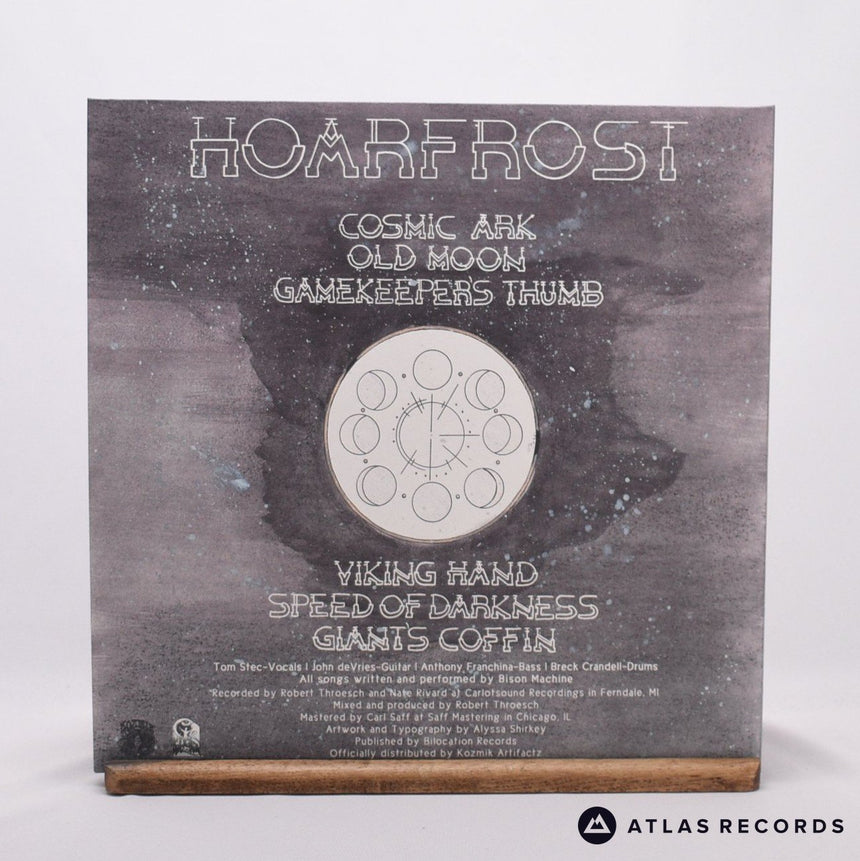 HOARFROST
COSMIC ARK
OLD MOON
GAMEKEEPERS THUMB
VIKING HAND
SPEED OF DARKNESS
GIANT'S COFFIN
Tom Stec-Vocals | John deVries-Guitar | Anthony Franchina-Bass | Breck Crandell-Drums
All songs written and performed by Bison Machine
Recorded by Robert Throesch and Nate Rivard at Carlotsound Recordings in Ferndale, MI
Mixed and produced by Robert Throesch
Mastered by Carl Saff at Saff Mastering in Chicago, IL
Artwork and Typography by Alyssa Shirkey
Published by Bilocation Records
Officially distributed by Kozmik Artifactz
ATLAS RECORDS